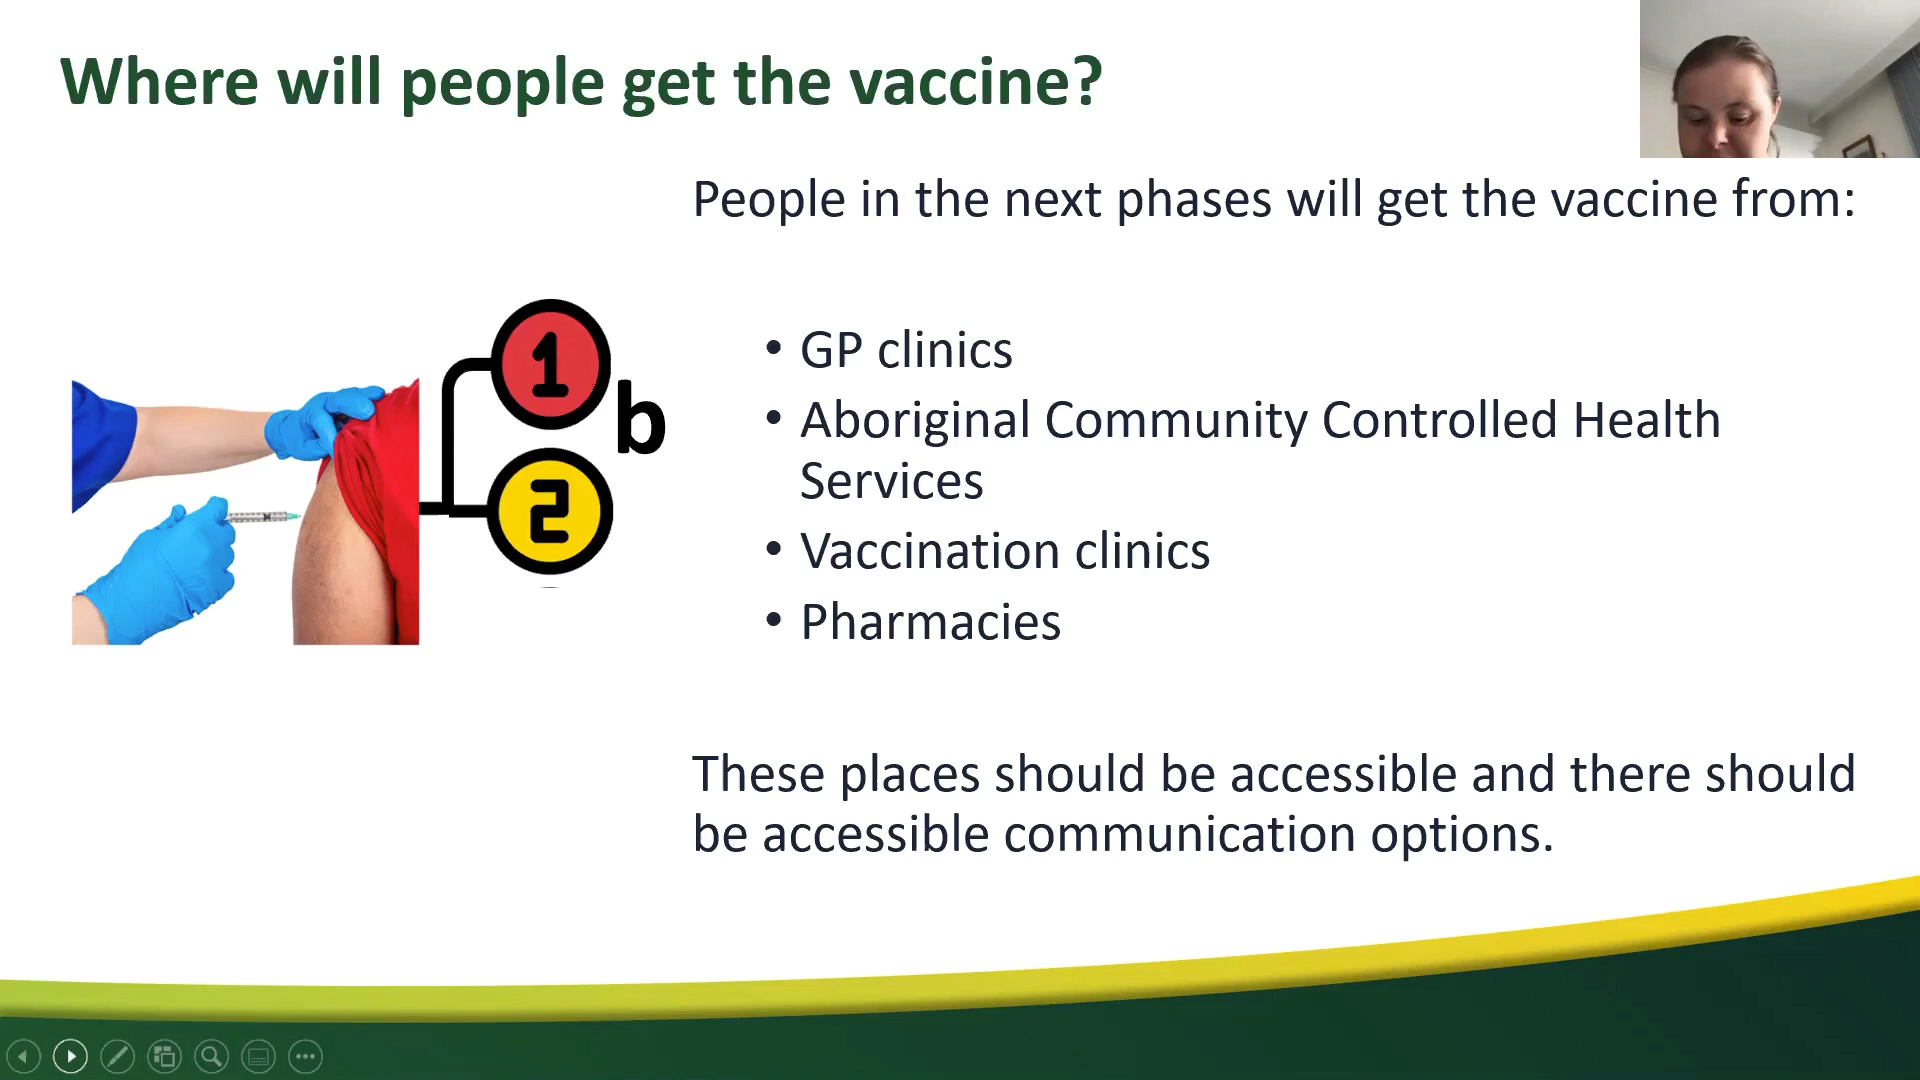 Where will people get the vaccine?
People in the next phases will get the vaccine from:
1
b
2
• GP clinics
• Aboriginal Community Controlled Health
Services
• Vaccination clinics
• Pharmacies
These places should be accessible and there should
be accessible communication options.